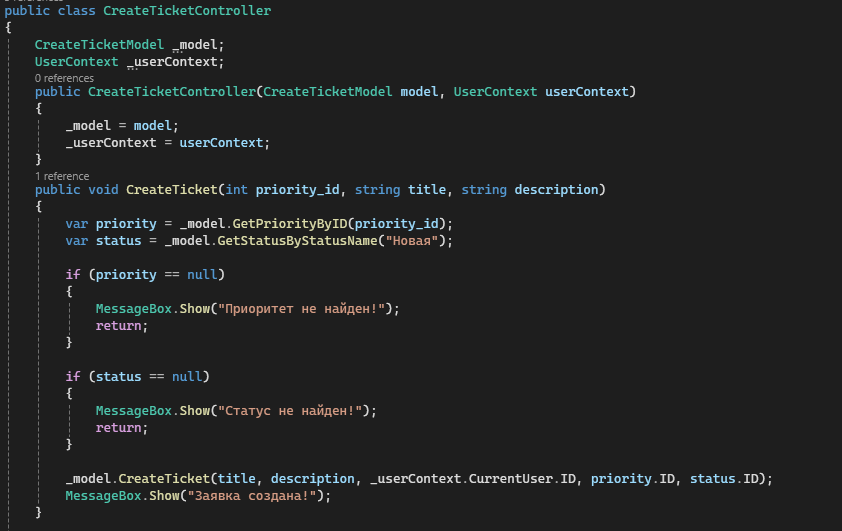 public class CreateTicketController
{
CreateTicketModel _model;
UserContext _userContext;
0 references
public CreateTicketController(CreateTicketModel model, UserContext userContext)
{
_model = model;
_userContext = userContext;
}
1 reference
public void CreateTicket(int priority_id, string title, string description)
{
var priority = _model.GetPriorityByID(priority_id);
var status = _model.GetStatusByStatusName("Новая");
if (priority == null)
{
MessageBox.Show("Приоритет не найден!");
return;
}
if (status == null)
{
MessageBox.Show("Статус не найден!");
return;
}
_model.CreateTicket(title, description, _userContext.CurrentUser.ID, priority.ID, status.ID);
MessageBox.Show("Заявка создана!");
}